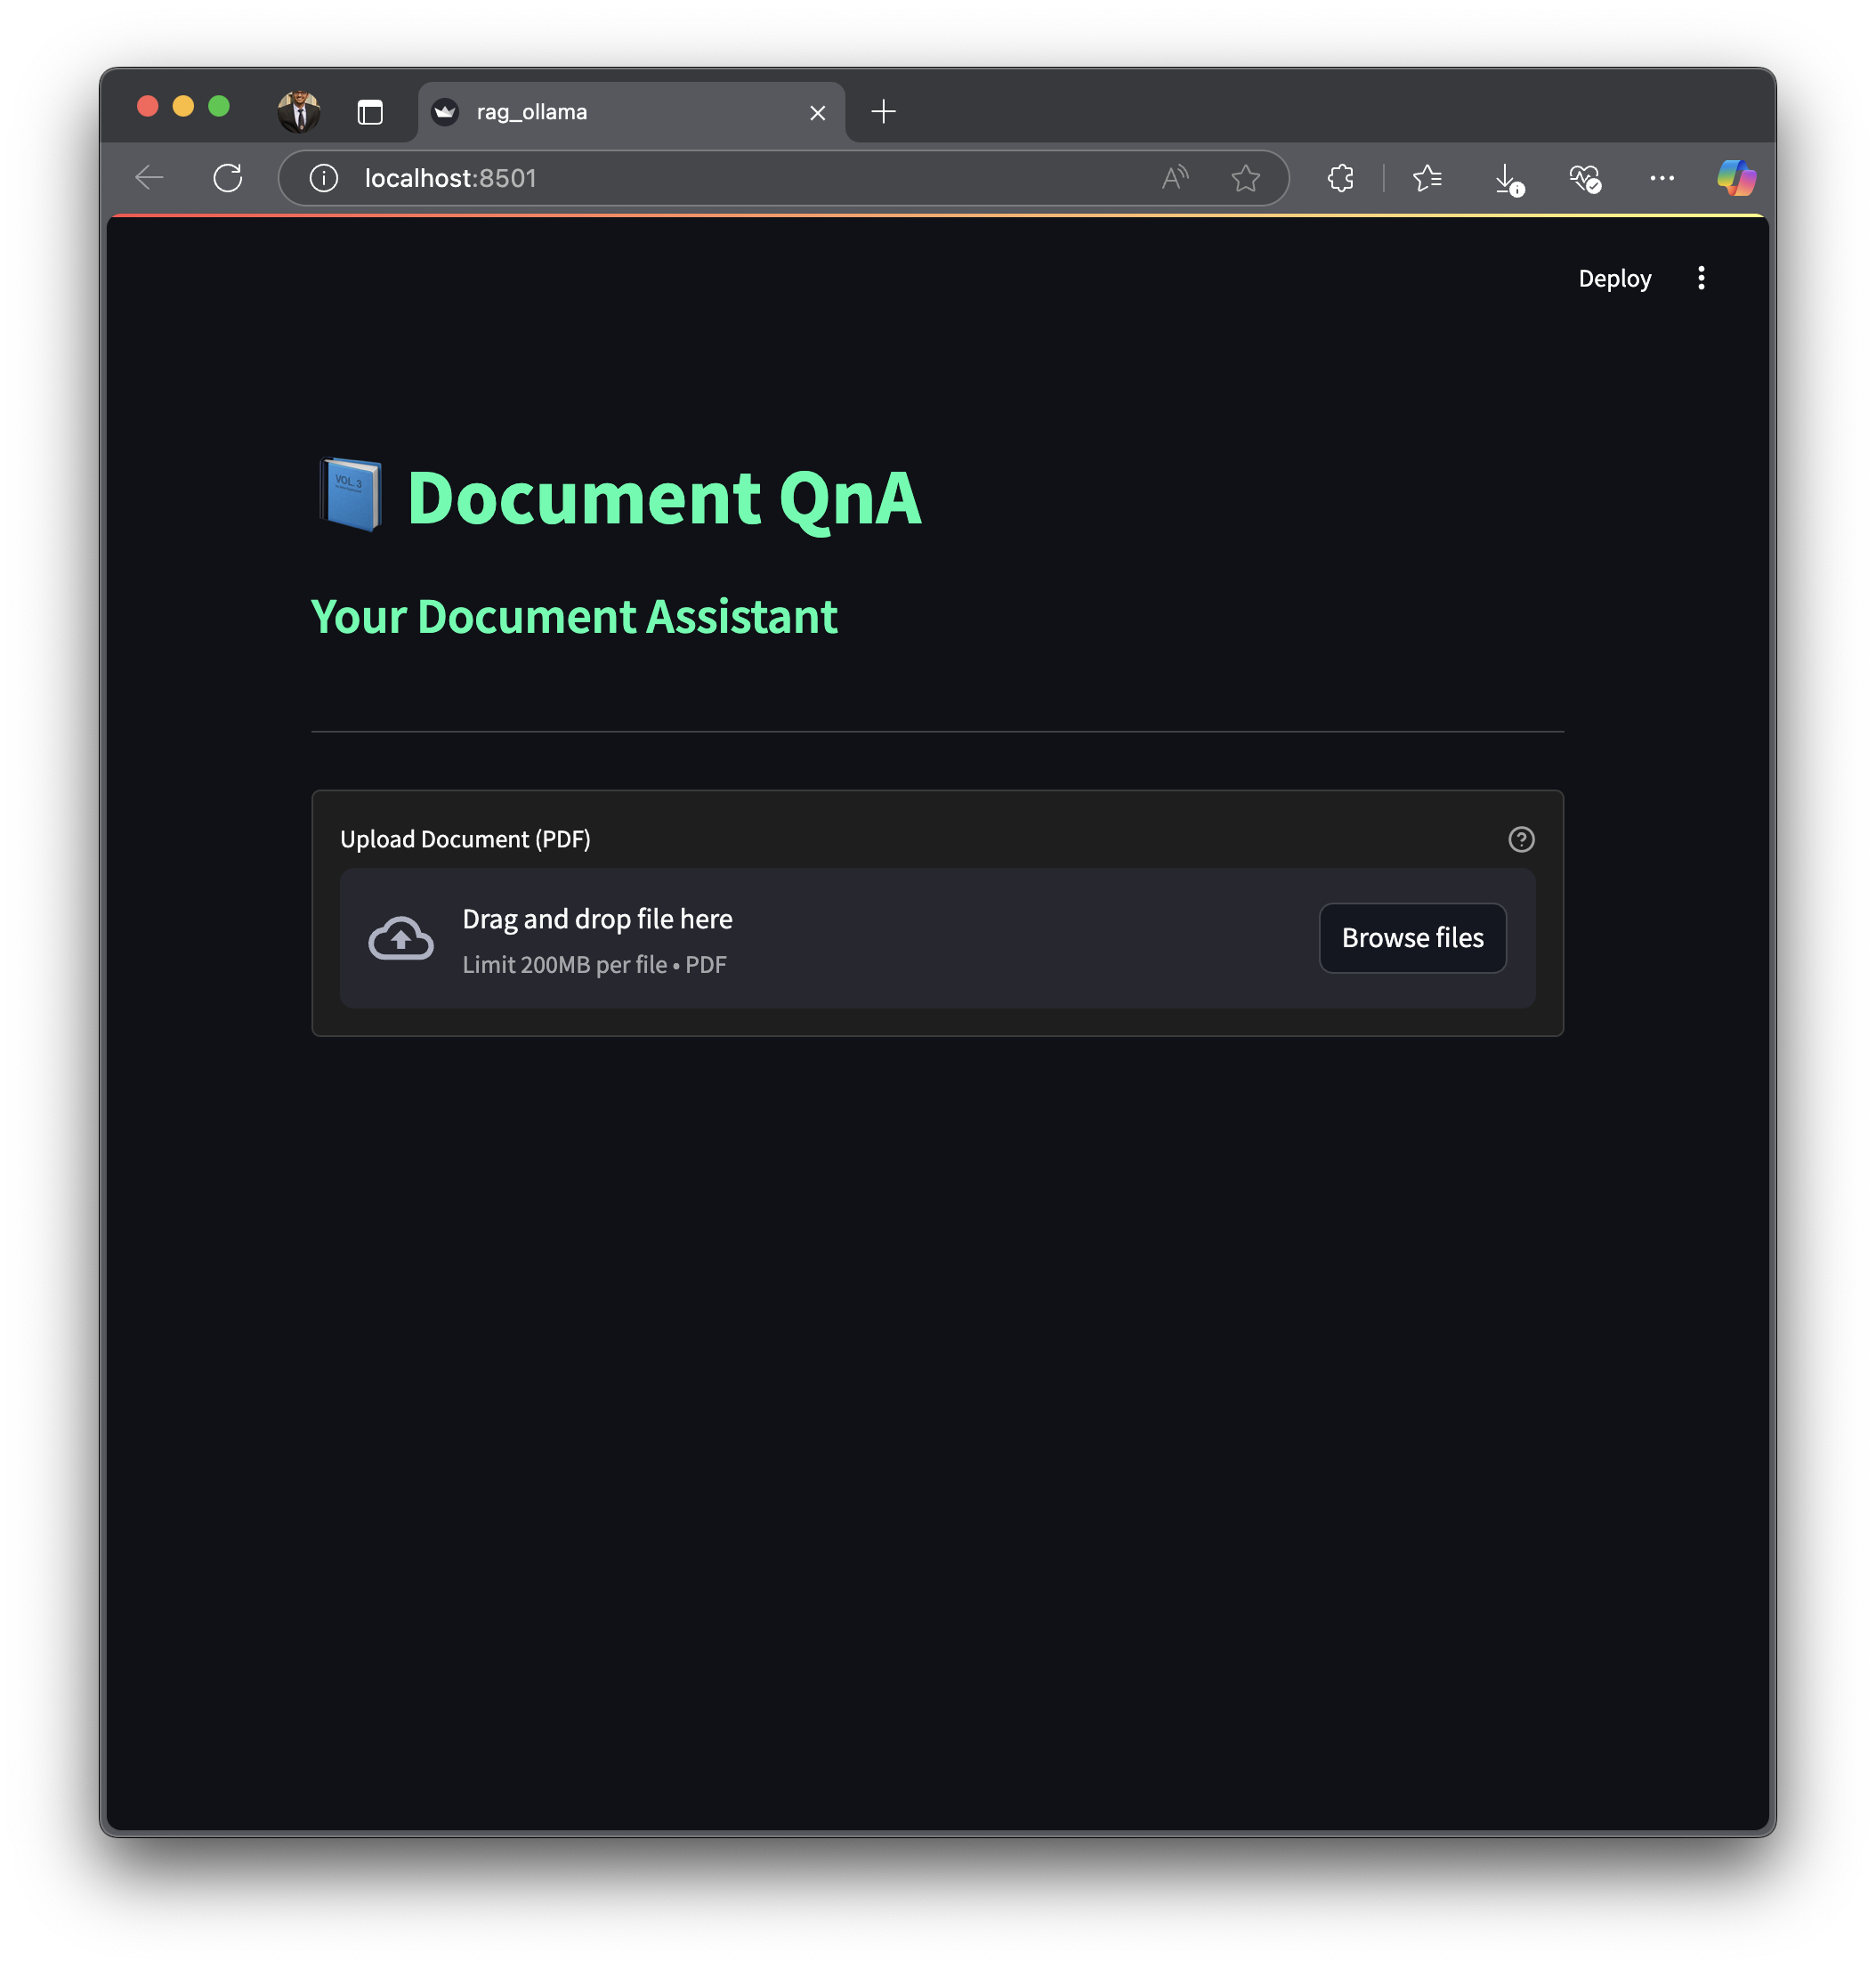 rag_ollama
localhost:8501
Deploy
VOL. 3
Document QnA
Your Document Assistant
Upload Document (PDF)
Drag and drop file here
Limit 200MB per file • PDF
Browse files